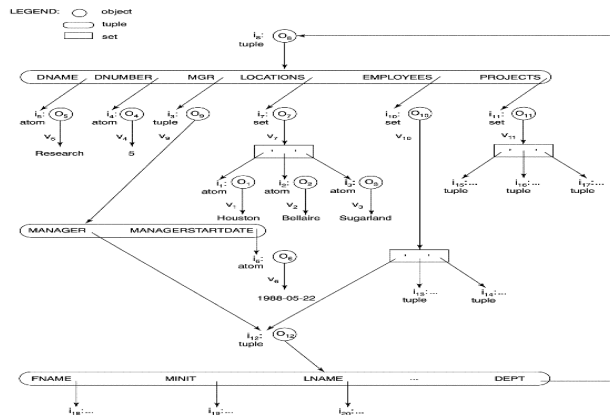 LEGEND: object
tuple
set
i8: O8
tuple
DNAME DNUMBER MGR LOCATIONS EMPLOYEES PROJECTS
i5: O5 i4: O4 O9 i7: O7 i10: O10 i11: O11
atom atom tuple set set set
v5 v4 v9 v7 v10 v11
Research 5
i1: O1 i2: O2 i3: O3 i15:... i16:... i17:...
atom atom atom tuple tuple tuple
v1 v2 v3
Houston Bellaire Sugarland
MANAGER MANAGERSTARTDATE
i6: O6
atom
v6
1988-05-22
i13:... i14:...
tuple tuple
i12: O12
tuple
FNAME MINIT LNAME ... DEPT
i18:... i19:... i20:...